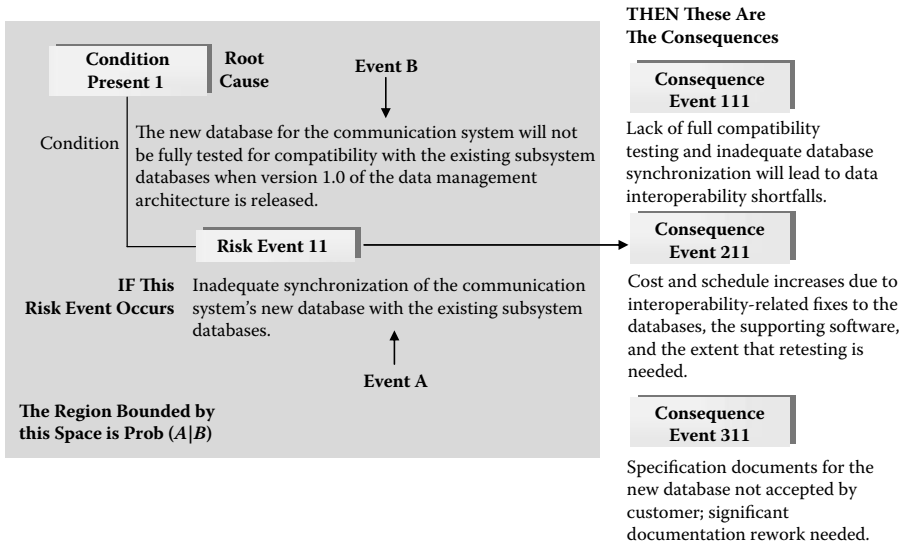 Condition
Present 1
Root
Cause
Event B
Condition
The new database for the communication system will not
be fully tested for compatibility with the existing subsystem
databases when version 1.0 of the data management
architecture is released.
Risk Event 11
IF This
Risk Event Occurs
Inadequate synchronization of the communication
system's new database with the existing subsystem
databases.
Event A
The Region Bounded by
this Space is Prob (A|B)
THEN These Are
The Consequences
Consequence
Event 111
Lack of full compatibility
testing and inadequate database
synchronization will lead to data
interoperability shortfalls.
Consequence
Event 211
Cost and schedule increases due to
interoperability-related fixes to the
databases, the supporting software,
and the extent that retesting is
needed.
Consequence
Event 311
Specification documents for the
new database not accepted by
customer; significant
documentation rework needed.